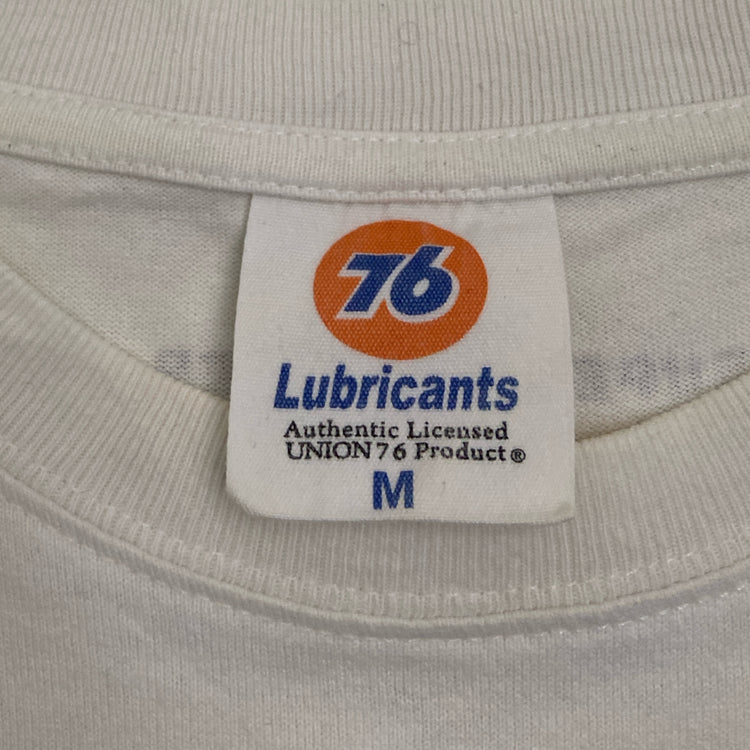 76
Lubricants
Authentic Licensed
UNION 76 Product®
M